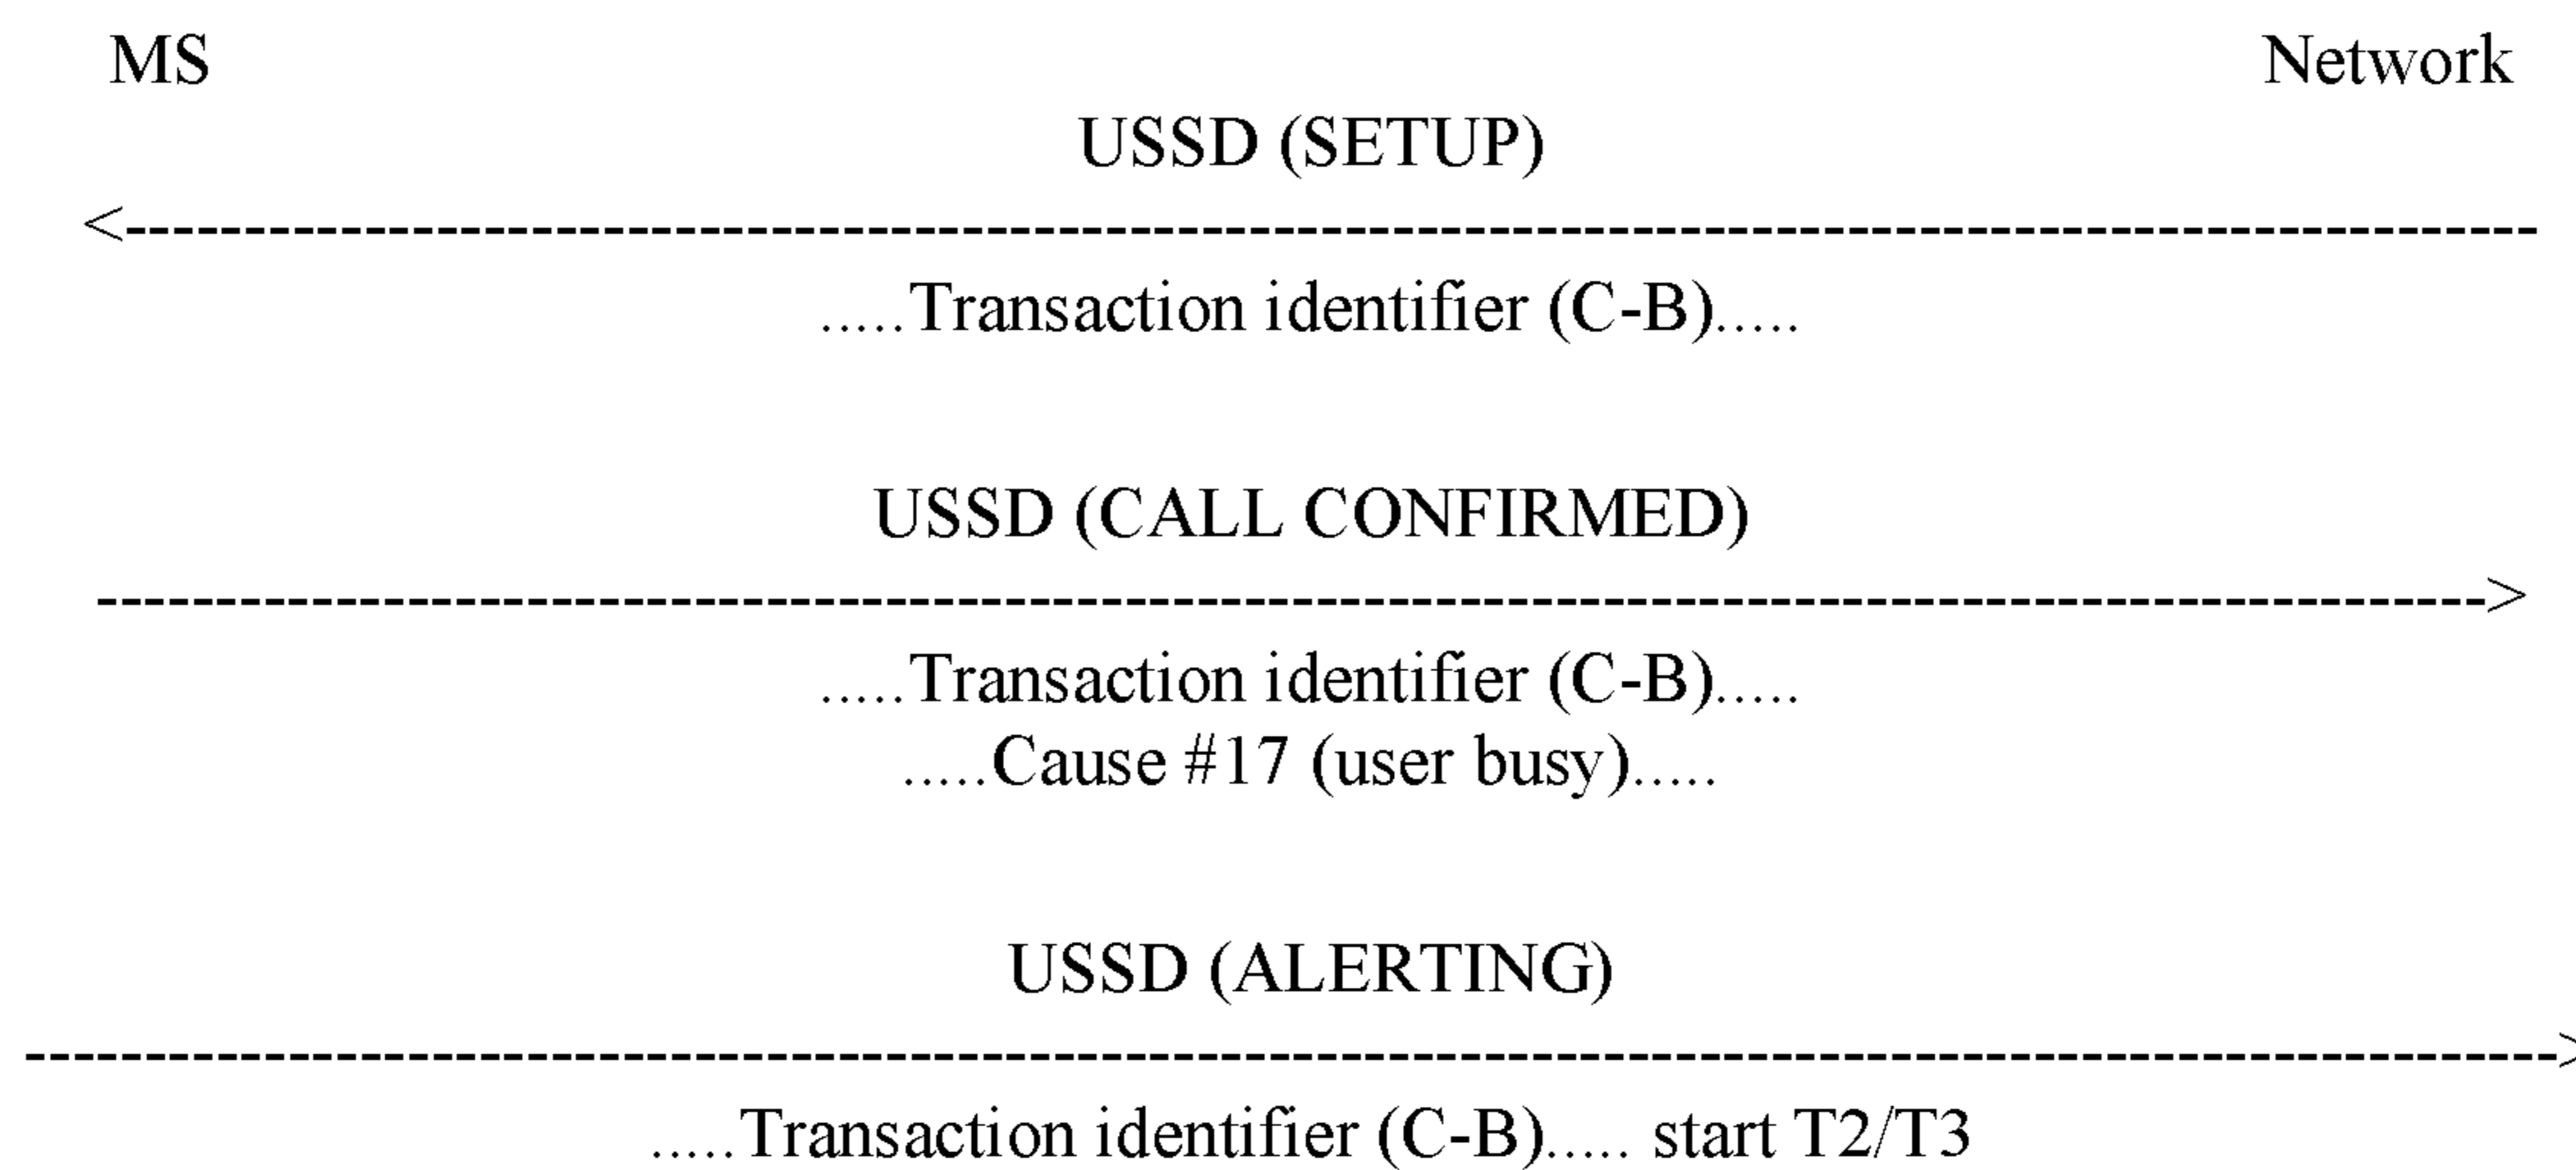 MS Network
USSD (SETUP)
<-----------------------------------------------------------------------------------------------------
.....Transaction identifier (C-B).....
USSD (CALL CONFIRMED)
----------------------------------------------------------------------------------------------------->
.....Transaction identifier (C-B).....
.....Cause #17 (user busy).....
USSD (ALERTING)
---------------------------------------------------------------------------------------------------------->
.....Transaction identifier (C-B)..... start T2/T3